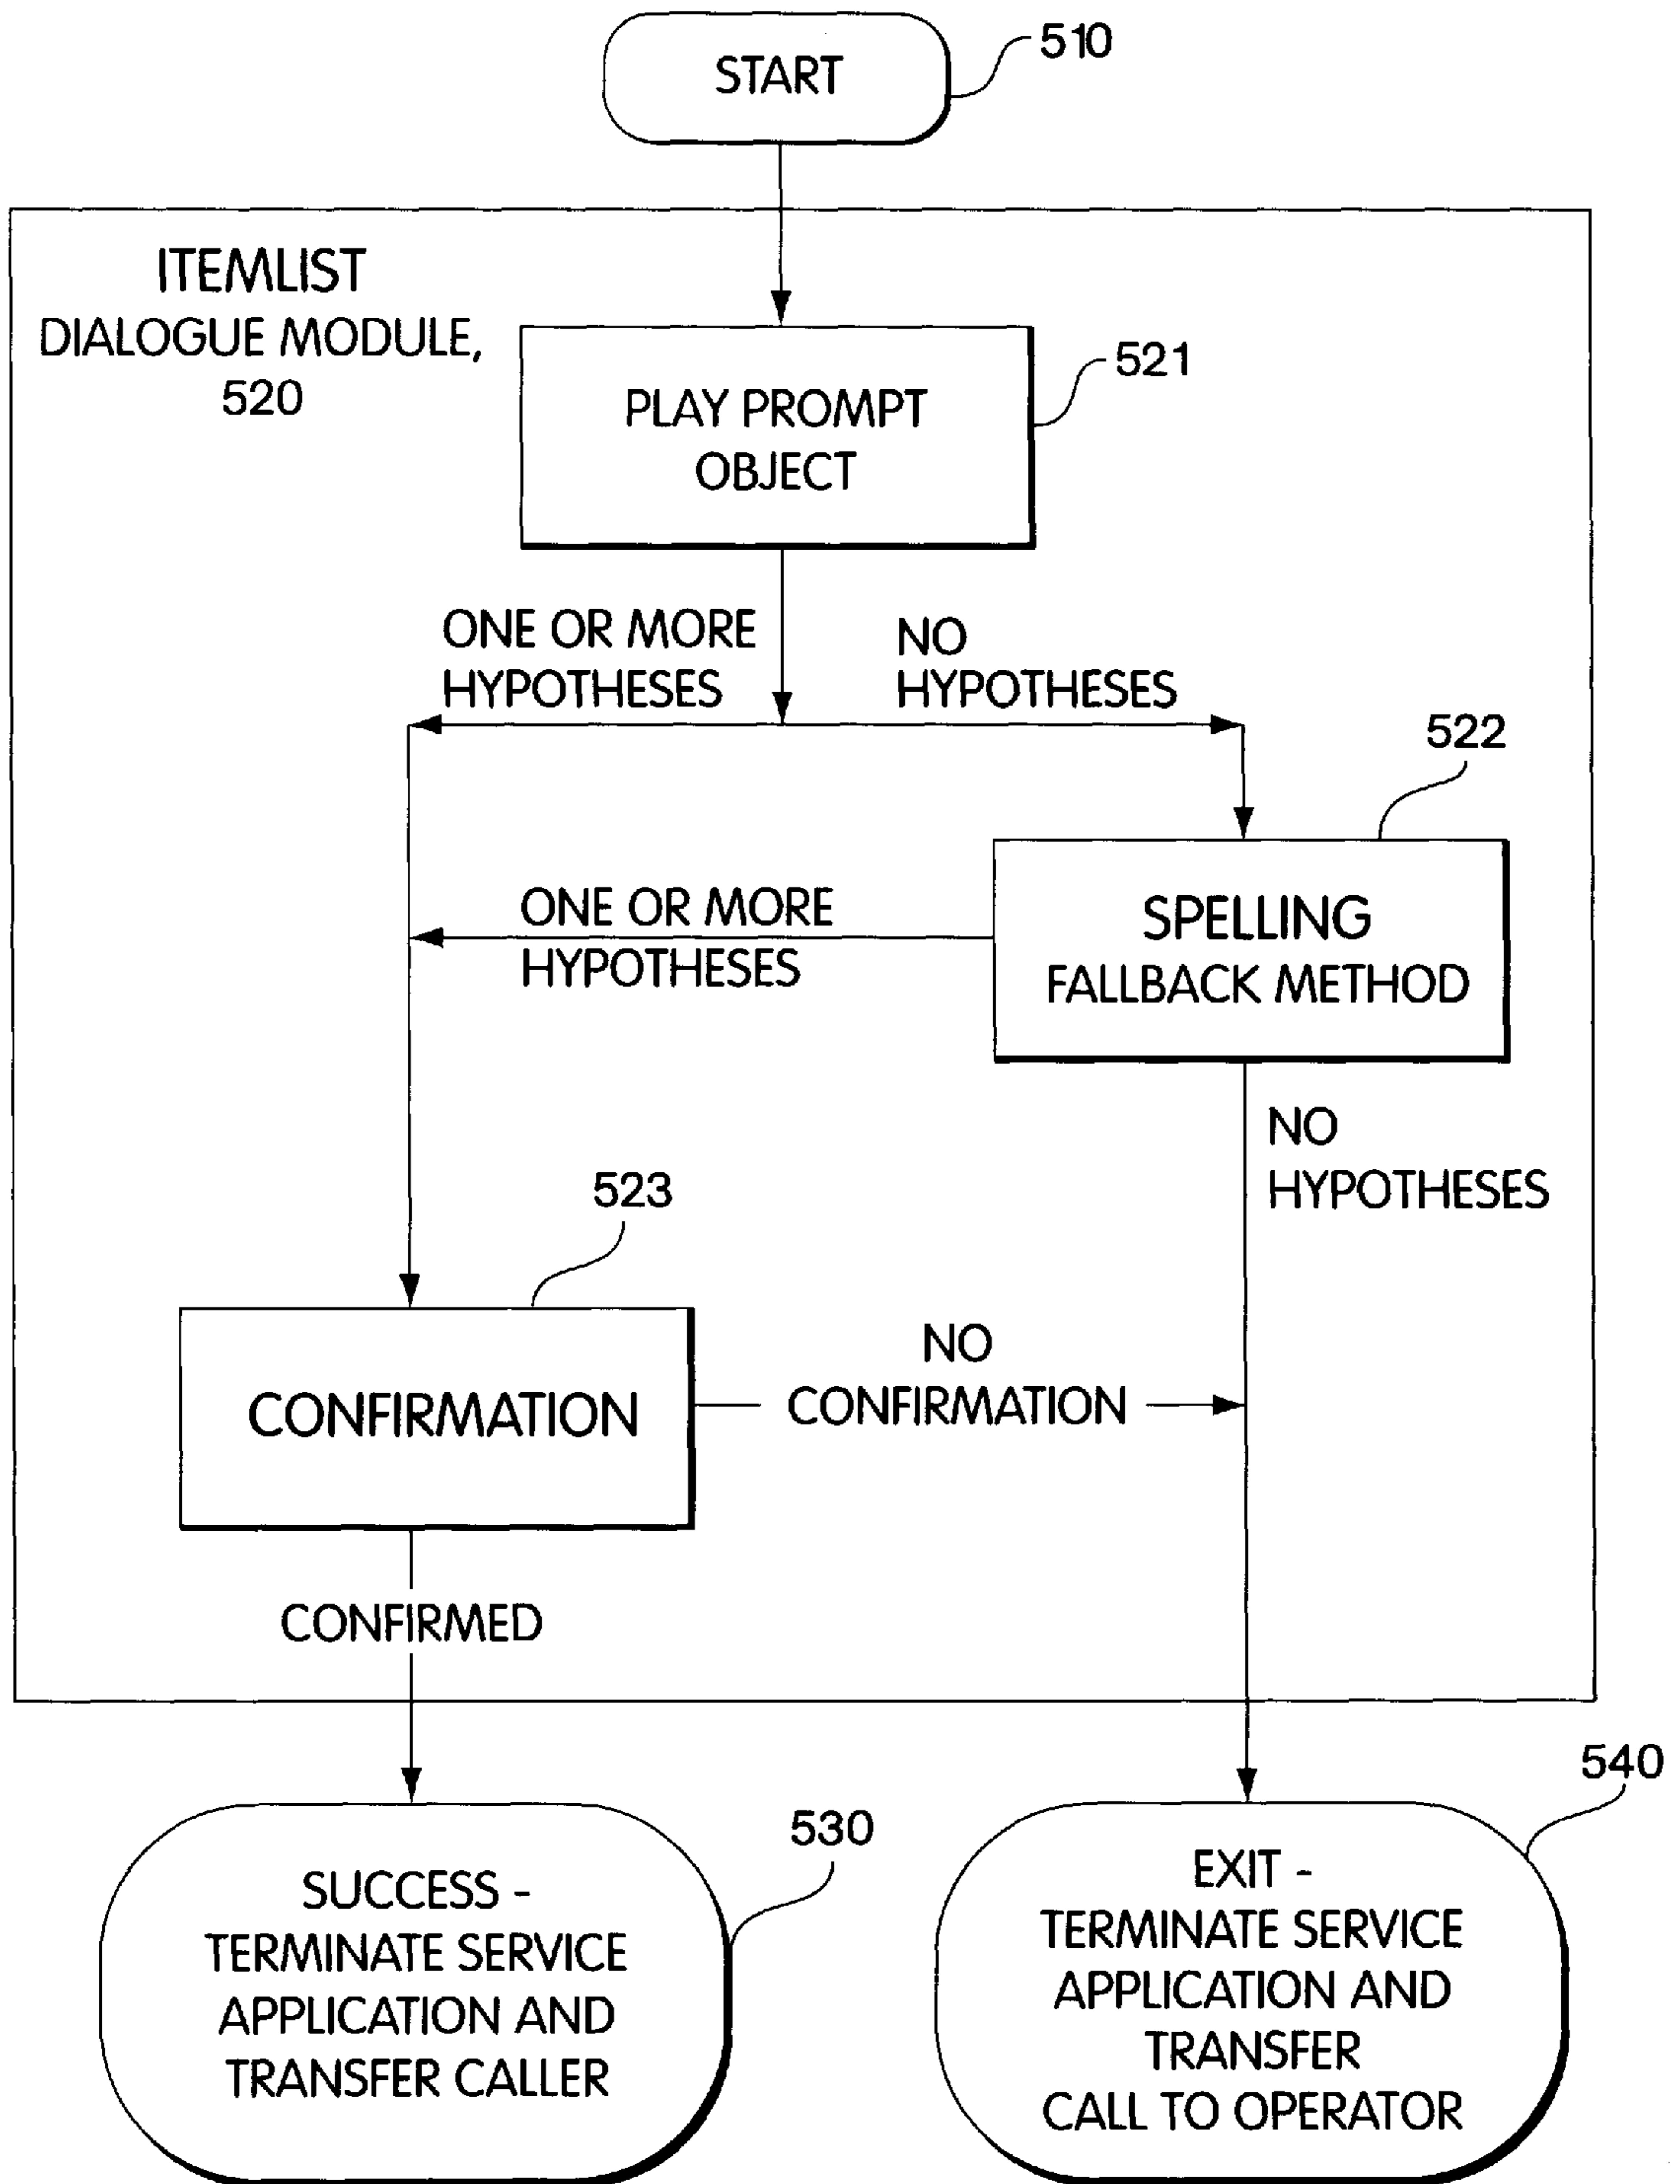 START
510
ITEMLIST
DIALOGUE MODULE,
520
PLAY PROMPT
OBJECT
521
ONE OR MORE
HYPOTHESES
NO
HYPOTHESES
522
ONE OR MORE
HYPOTHESES
SPELLING
FALLBACK METHOD
NO
HYPOTHESES
523
CONFIRMATION
NO
CONFIRMATION
CONFIRMED
530
540
SUCCESS -
TERMINATE SERVICE
APPLICATION AND
TRANSFER CALLER
EXIT -
TERMINATE SERVICE
APPLICATION AND
TRANSFER
CALL TO OPERATOR